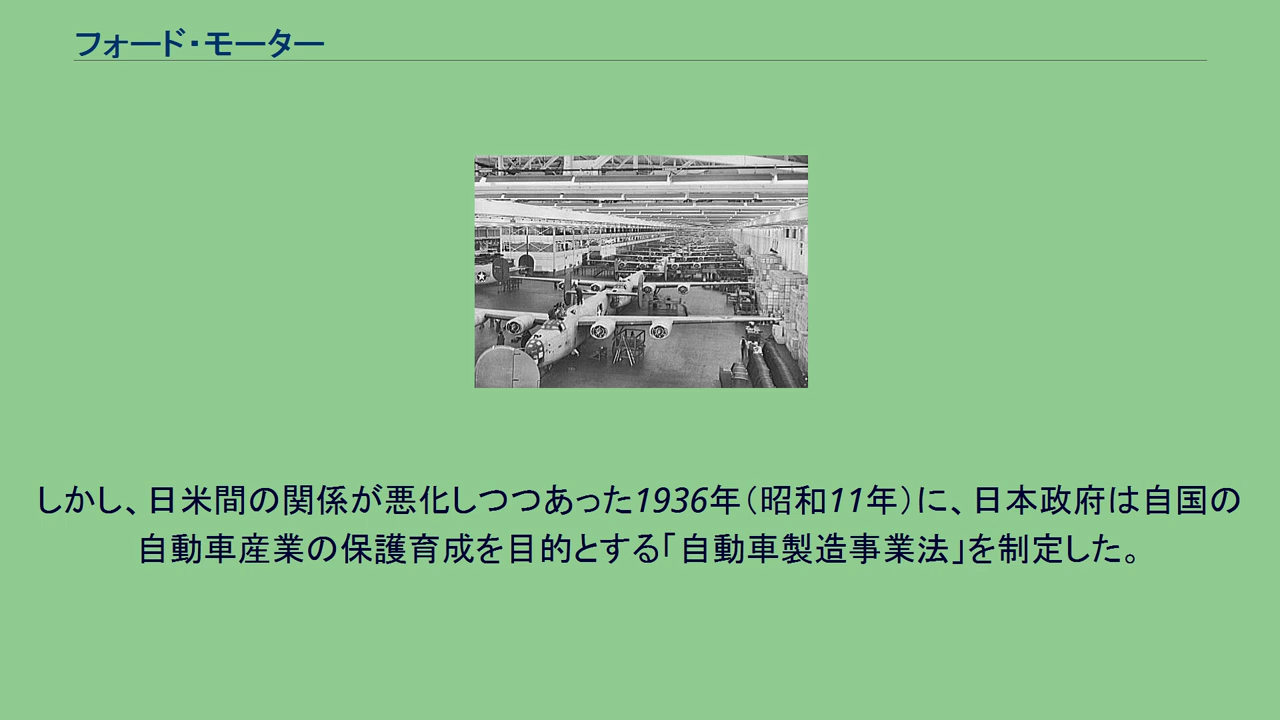 フォード・モーター
しかし、日米間の関係が悪化しつつあった1936年（昭和11年）に、日本政府は自国の
自動車産業の保護育成を目的とする「自動車製造事業法」を制定した。